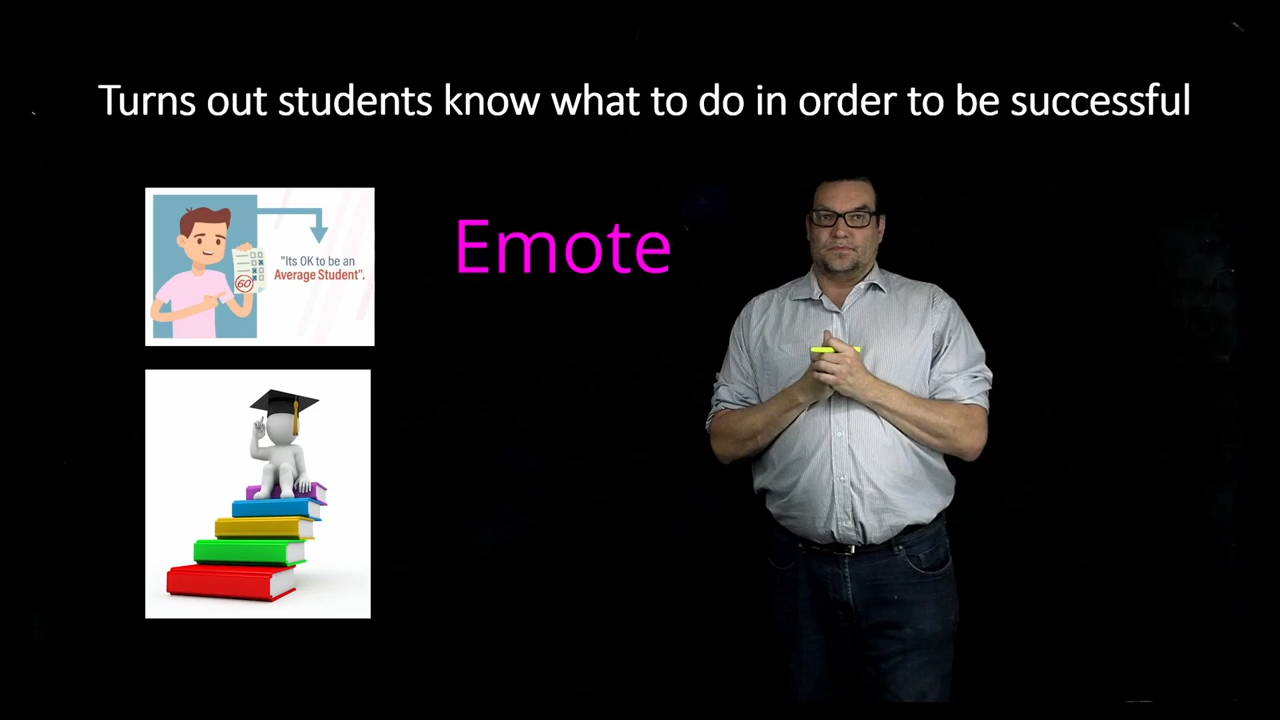 Turns out students know what to do in order to be successful
Emote
"Its OK to be an
Average Student".
60